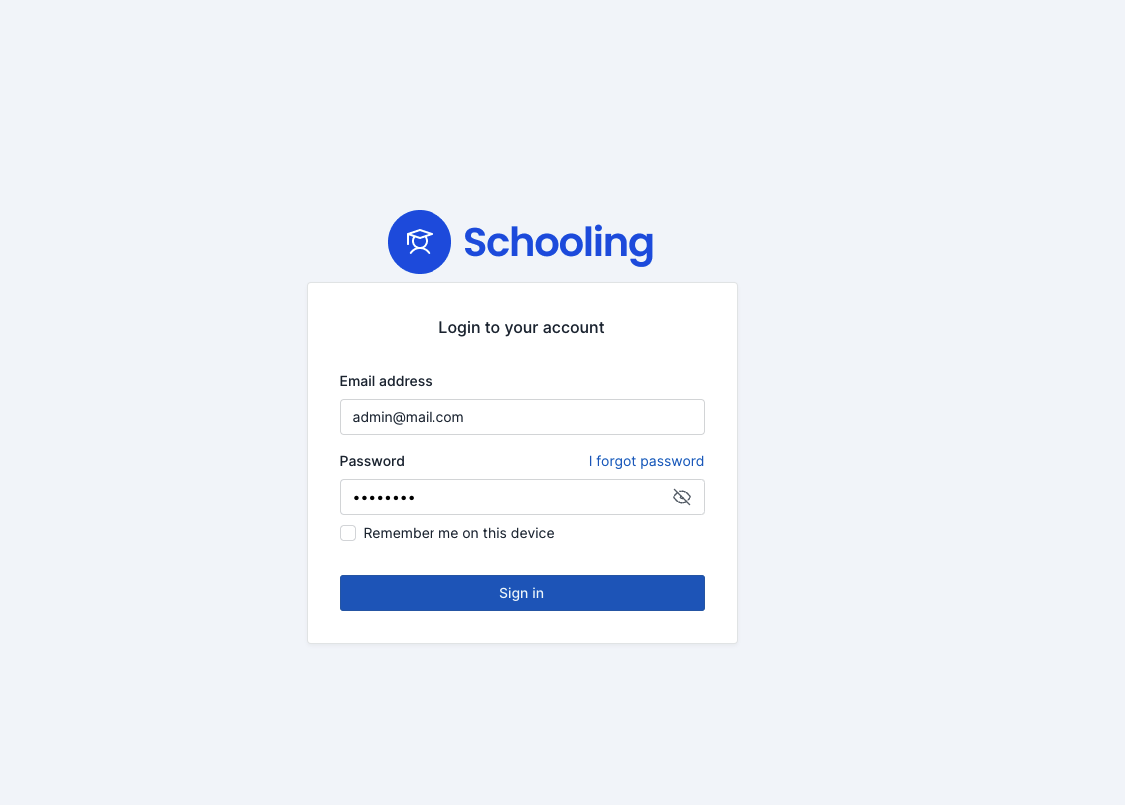 Schooling
Login to your account
Email address
admin@mail.com
Password I forgot password
••••••••
Remember me on this device
Sign in